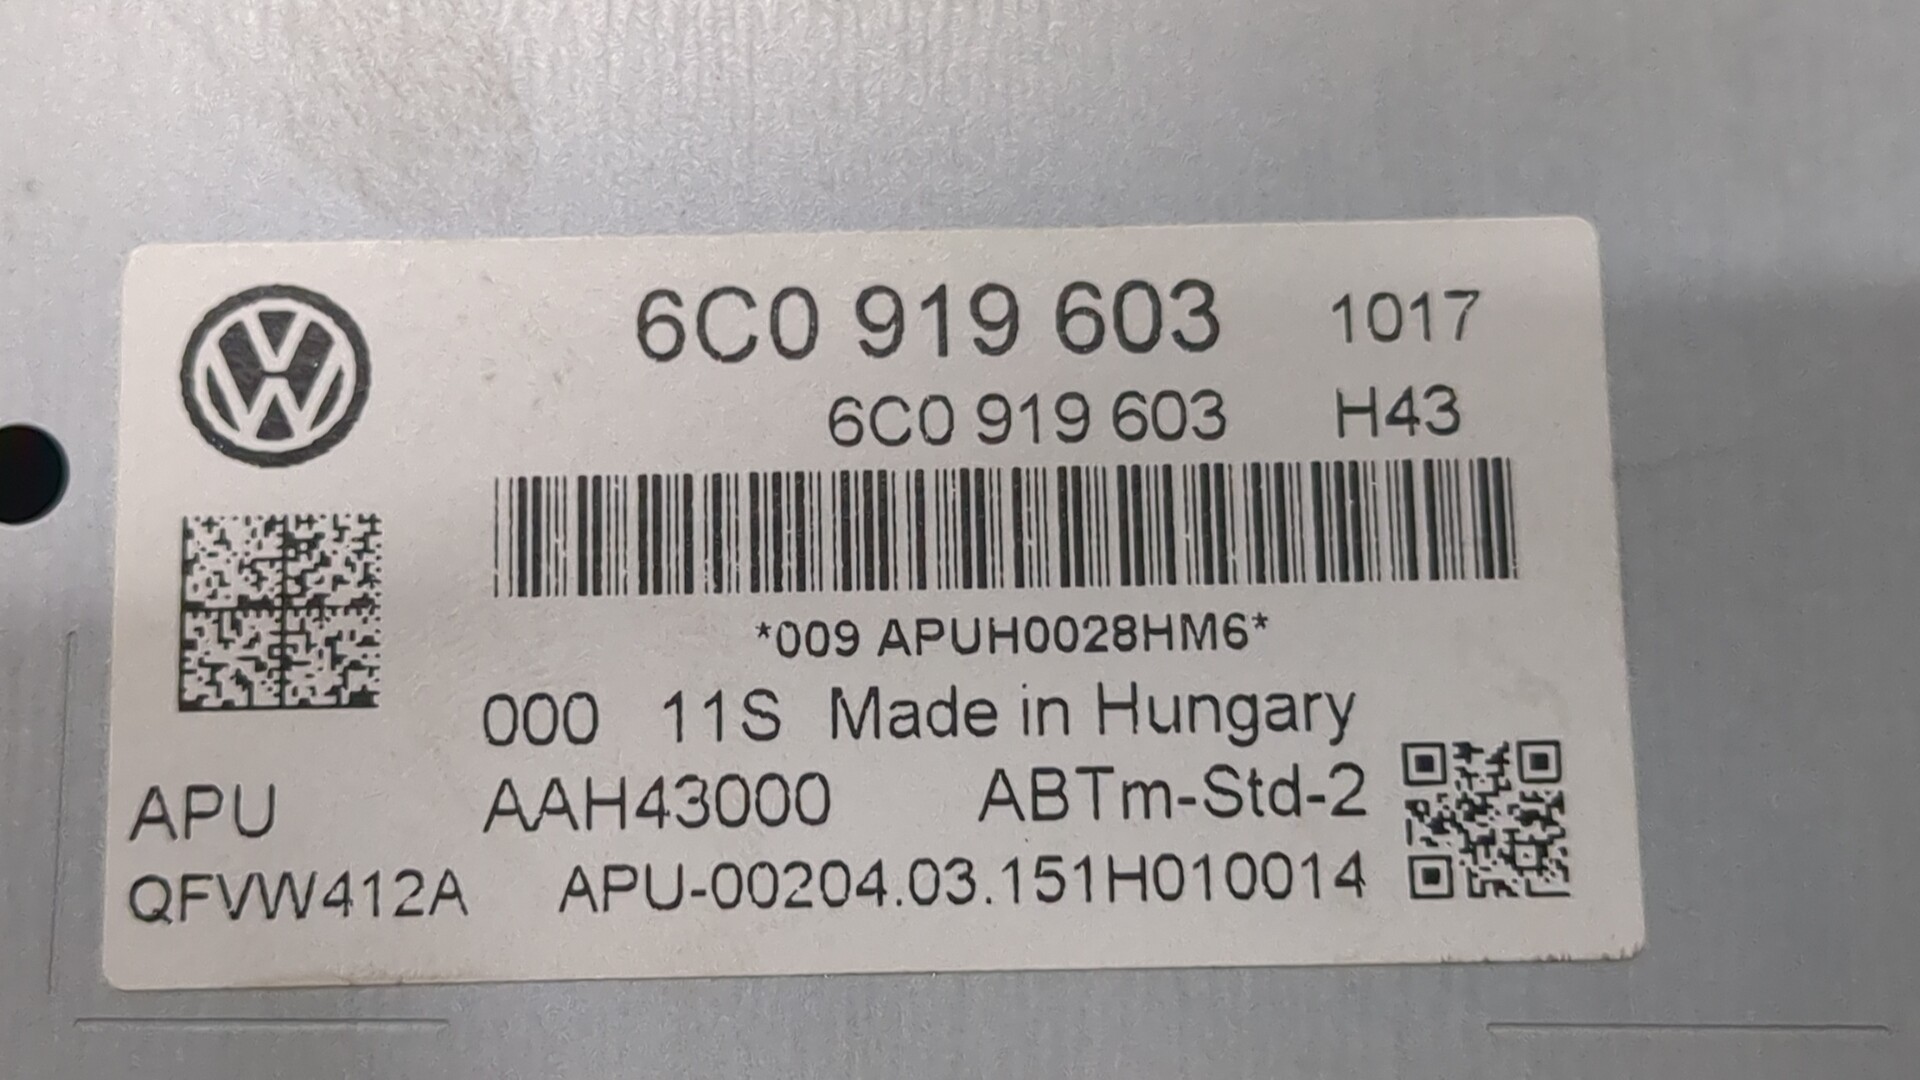 6C0 919 603 1017
6C0 919 603 H43
*009 APUH0028HM6*
000 11S Made in Hungary
APU AAH43000 ABTm-Std-2
QFVW412A APU-00204.03.151H010014